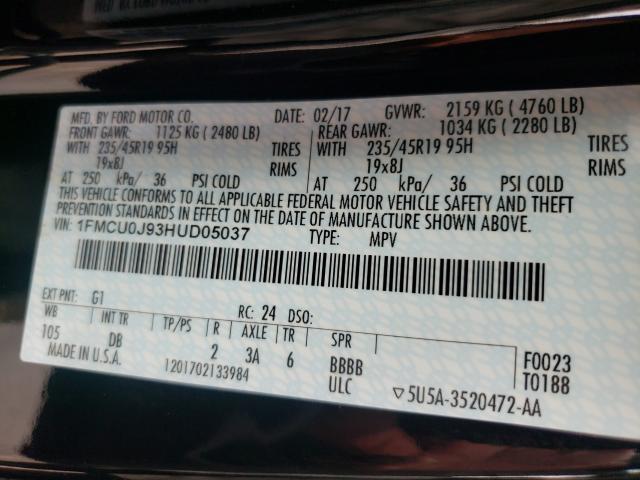 MFD. BY FORD MOTOR CO.
DATE: 02/17 GVWR: 2159 KG ( 4760 LB)
FRONT GAWR: 1125 KG ( 2480 LB) REAR GAWR: 1034 KG ( 2280 LB)
WITH 235/45R19 95H TIRES WITH 235/45R19 95H TIRES
19x8J RIMS 19x8J RIMS
AT 250 kPa/ 36 PSI COLD AT 250 kPa/ 36 PSI COLD
THIS VEHICLE CONFORMS TO ALL APPLICABLE FEDERAL MOTOR VEHICLE SAFETY AND THEFT
PREVENTION STANDARDS IN EFFECT ON THE DATE OF MANUFACTURE SHOWN ABOVE.
VIN: 1FMCU0J93HUD05037 TYPE: MPV
EXT PNT: G1 RC: 24 DSO:
WB INT TR TP/PS R AXLE TR SPR
105 DB 2 3A 6 BBBB F0023
MADE IN U.S.A. 1201702133984 ULC ▽5U5A-3520472-AA T0188